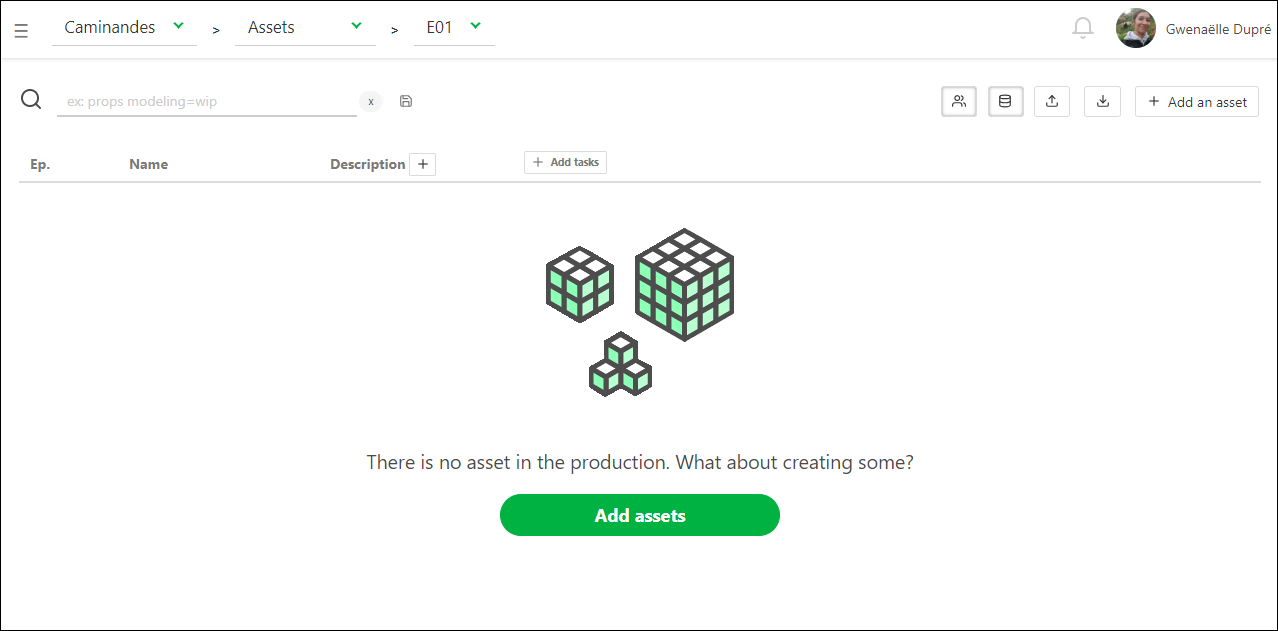 Caminandes > Assets > E01 Gwenaëlle Dupré
ex: props modeling=wip x + Add an asset
Ep. Name Description + + Add tasks
There is no asset in the production. What about creating some?
Add assets